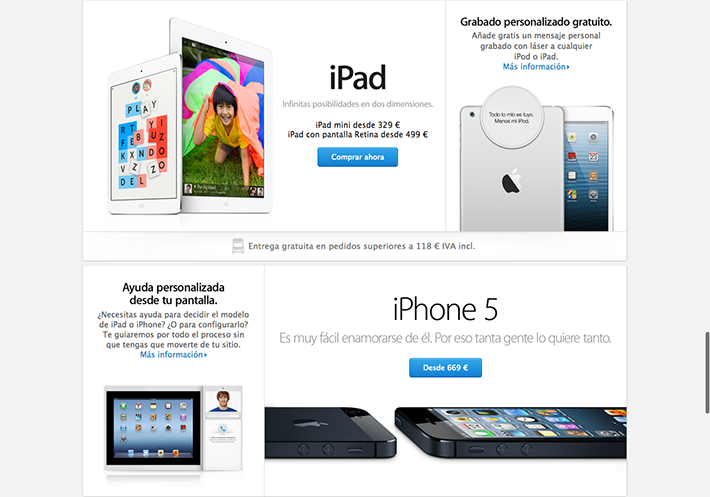 iPad
Infinitas posibilidades en dos dimensiones.
iPad mini desde 329 €
iPad con pantalla Retina desde 499 €
Comprar ahora
PLAY
Grabado personalizado gratuito.
Añade gratis un mensaje personal
grabado con láser a cualquier
iPod o iPad.
Más información
Todo lo mío es tuyo.
Menos mi iPad.
Entrega gratuita en pedidos superiores a 118 € IVA incl.
Ayuda personalizada
desde tu pantalla.
¿Necesitas ayuda para decidir el modelo
de iPad o iPhone? ¿O para configurarlo?
Te guiaremos por todo el proceso sin
que tengas que moverte de tu sitio.
Más información
iPhone 5
Es muy fácil enamorarse de él. Por eso tanta gente lo quiere tanto.
Desde 669 €